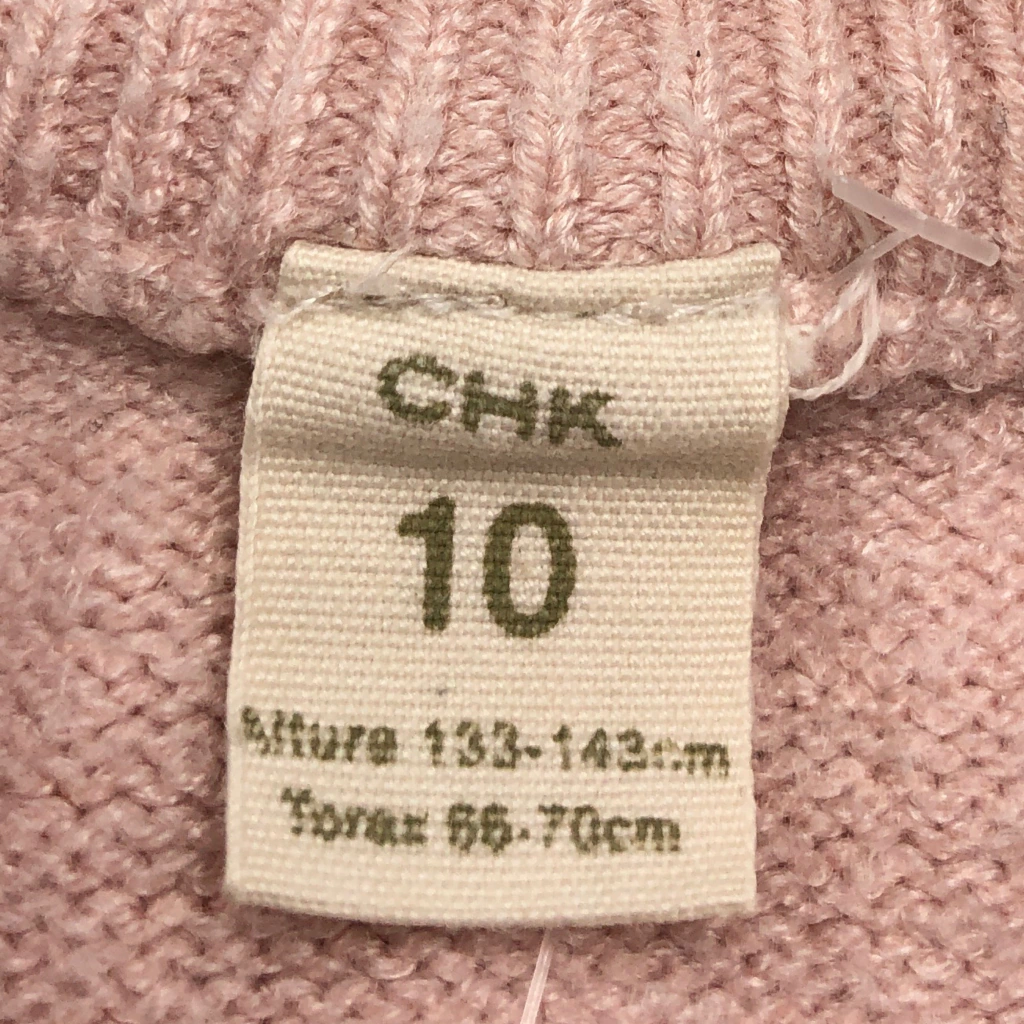 CHK
10
Altura 133-142cm
Torax 66-70cm